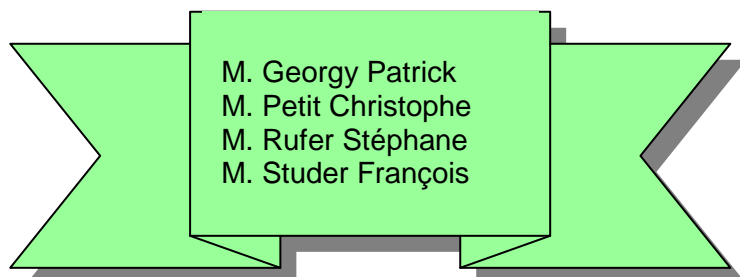 M. Georgy Patrick
M. Petit Christophe
M. Rufer Stéphane
M. Studer François